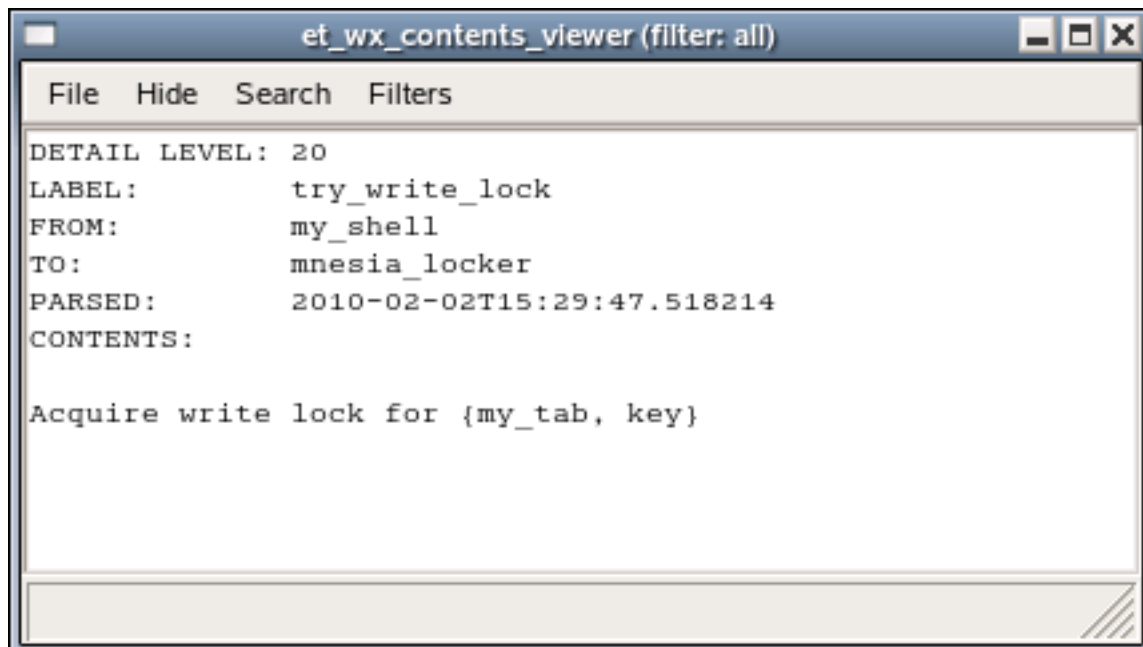 et_wx_contents_viewer (filter: all)
File Hide Search Filters
DETAIL LEVEL: 20
LABEL: try_write_lock
FROM: my_shell
TO: mnesia_locker
PARSED: 2010-02-02T15:29:47.518214
CONTENTS:
Acquire write lock for {my_tab, key}